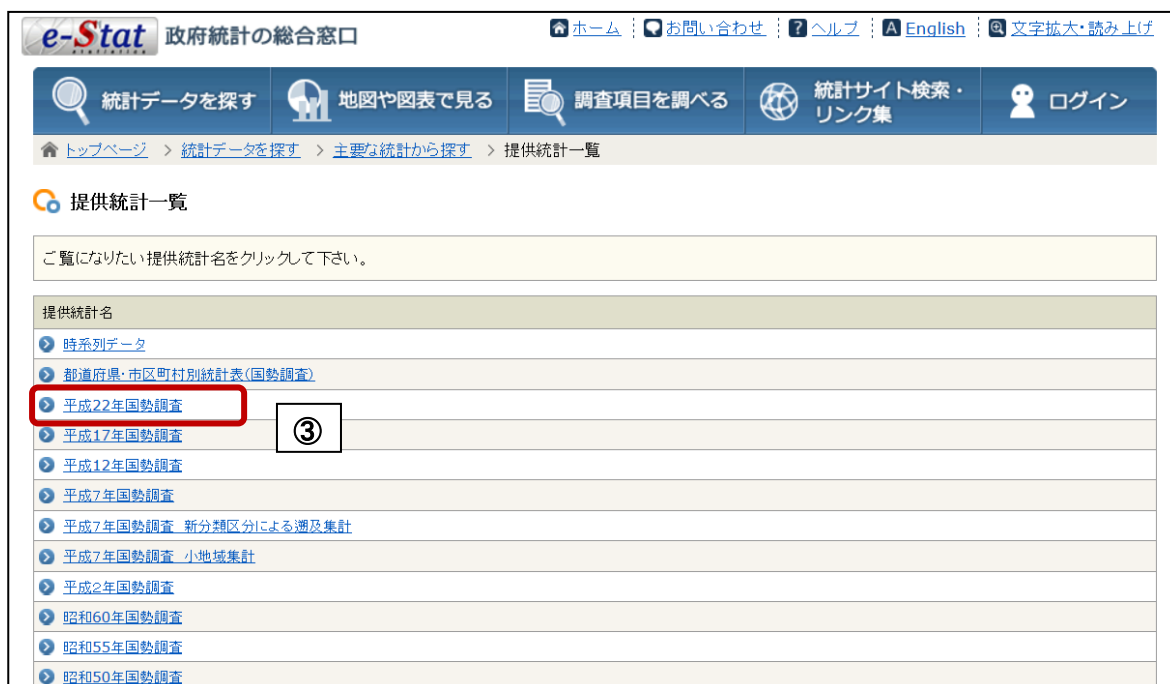 e-Stat 政府統計の総合窓口 ホーム お問い合わせ ? ヘルプ A English 文字拡大・読み上げ
statistics
統計データを探す 地図や図表で見る 調査項目を調べる 統計サイト検索・リンク集 ログイン
トップページ > 統計データを探す > 主要な統計から探す > 提供統計一覧
提供統計一覧
ご覧になりたい提供統計名をクリックして下さい。
提供統計名
時系列データ
都道府県・市区町村別統計表(国勢調査)
平成22年国勢調査
③
平成17年国勢調査
平成12年国勢調査
平成7年国勢調査
平成7年国勢調査 新分類区分による遡及集計
平成7年国勢調査 小地域集計
平成2年国勢調査
昭和60年国勢調査
昭和55年国勢調査
昭和50年国勢調査